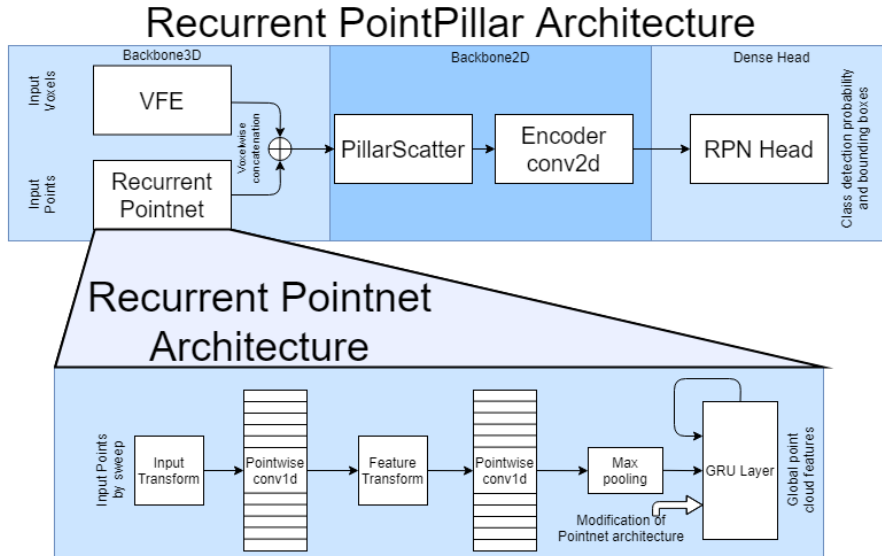 Recurrent PointPillar Architecture
Backbone3D
Backbone2D
Dense Head
Input
Voxels
VFE
Voxelwise
concatenation
Input
Points
Recurrent
Pointnet
PillarScatter
Encoder
conv2d
RPN Head
Class detection probability
and bounding boxes
Recurrent Pointnet
Architecture
Input Points
by sweep
Input
Transform
Pointwise
conv1d
Feature
Transform
Pointwise
conv1d
Max
pooling
GRU Layer
Modification of
Pointnet architecture
Global point
cloud features